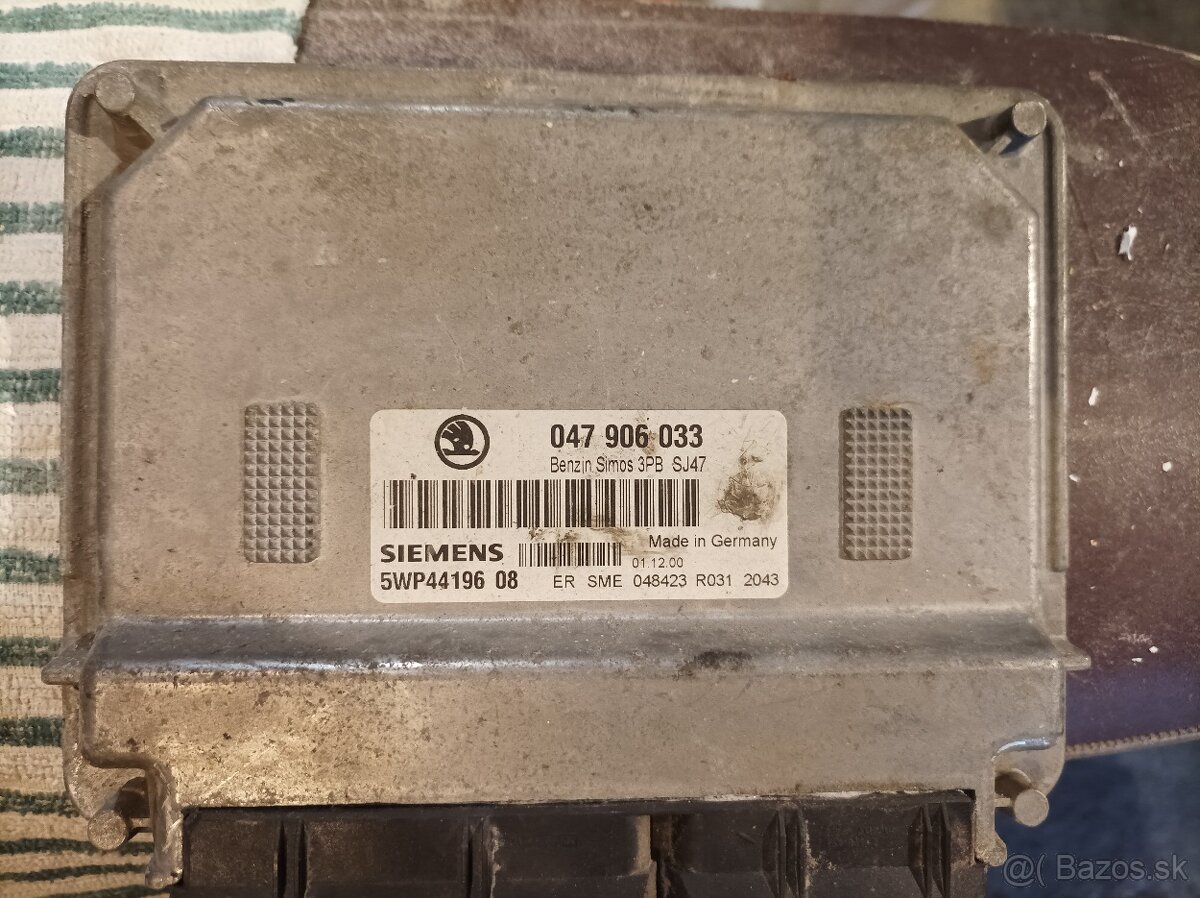 047 906 033
Benzin Simos 3PB SJ47
Made in Germany
SIEMENS
01.12.00
5WP44196 08 ER SME 048423 R031 2043
@( Bazos.sk